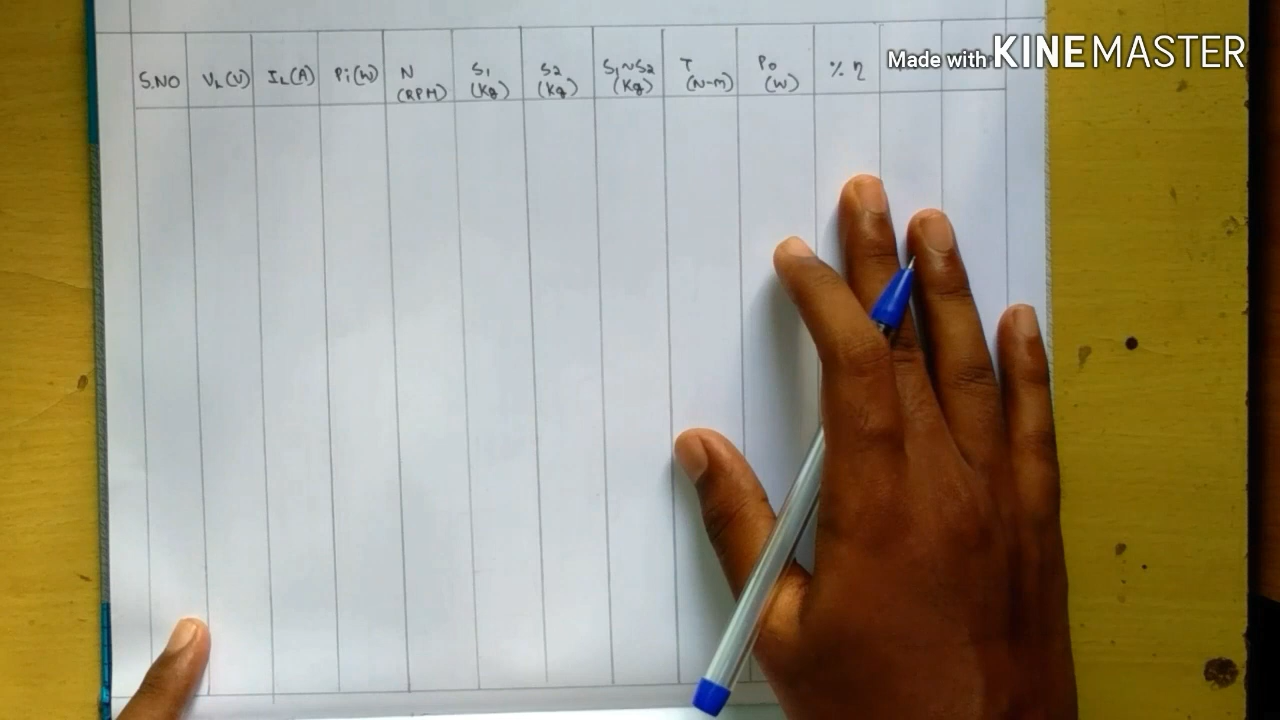 Made with KINEMASTER
S.NO VL(V) IL(A) Pi(W) N (RPM) S1 (Kg) S2 (Kg) S1~S2 (Kg) T (N-m) Po (W) % η